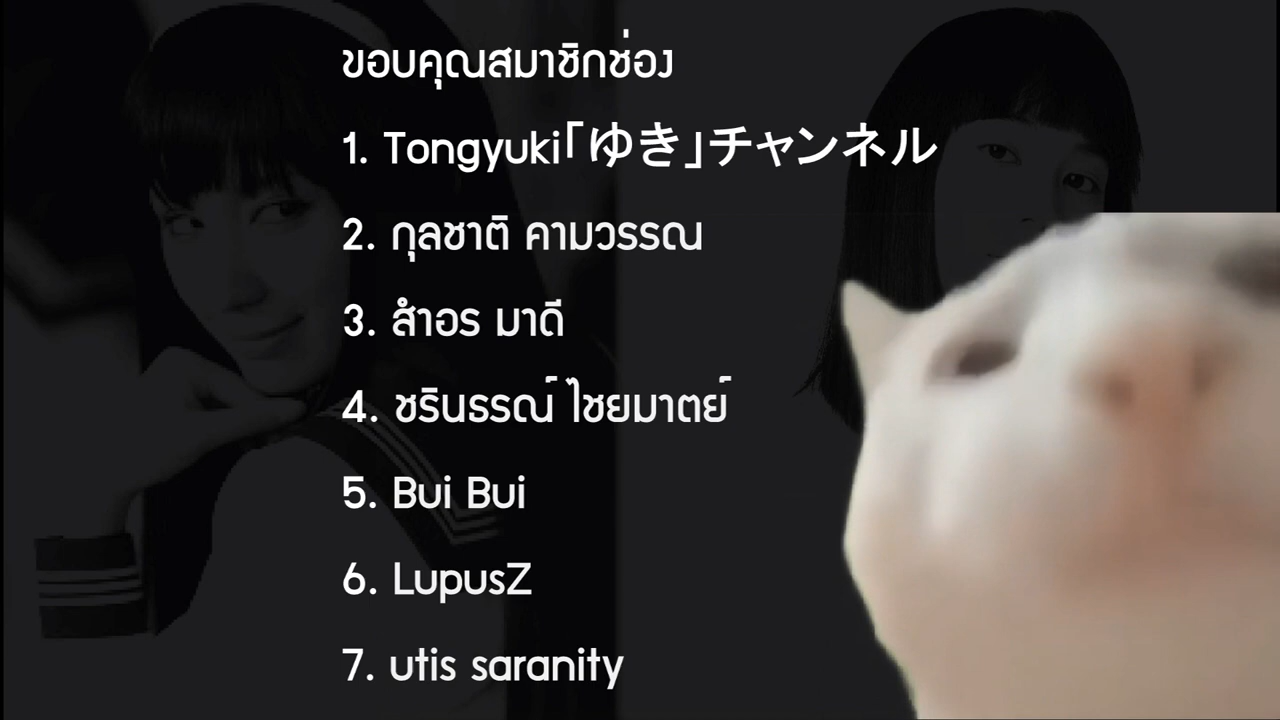 ขอบคุณสมาชิกช่อง
1. Tongyuki「ゆき」チャンネル
2. กุลชาติ คามวรรณ
3. สำอร มาดี
4. ชรินรรณ์ ไชยมาตย์
5. Bui Bui
6. LupusZ
7. utis saranity